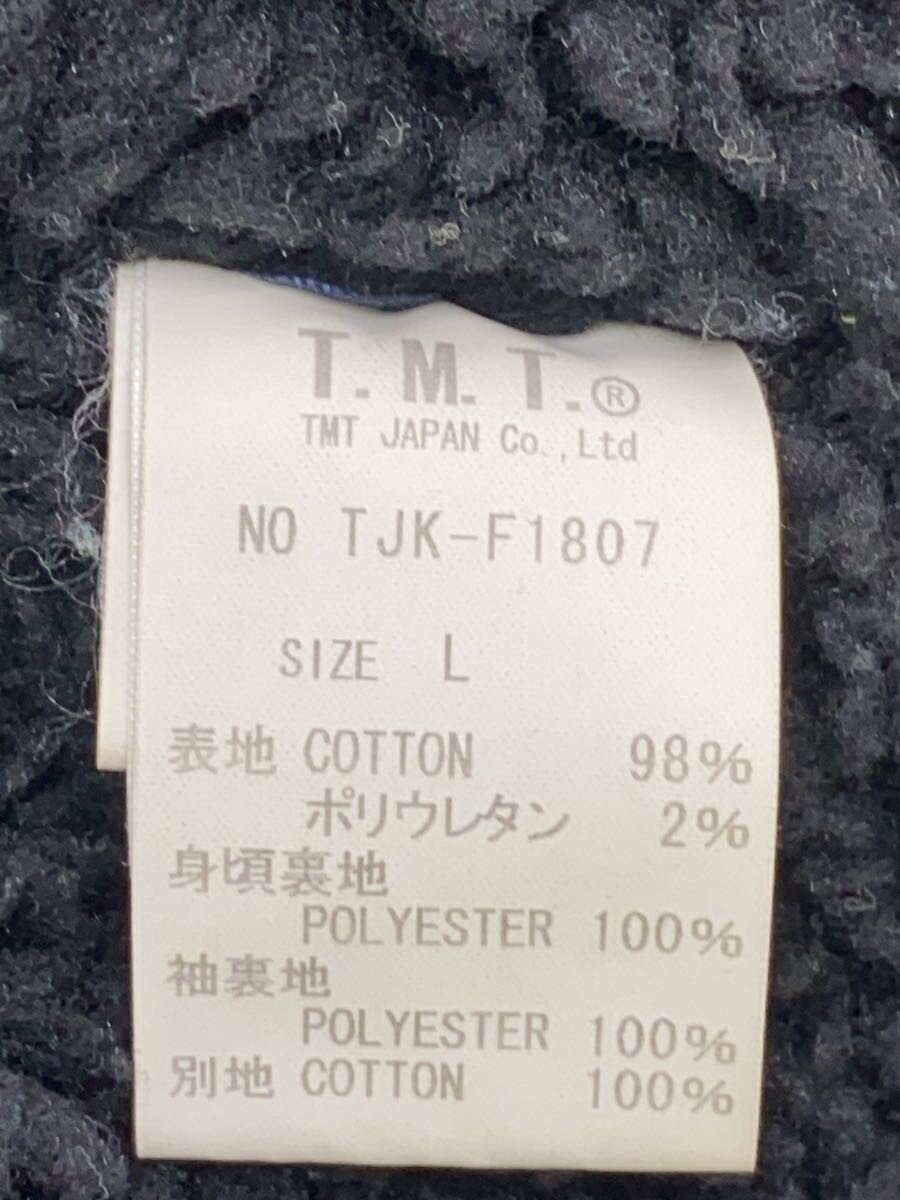 T.M.T.®
TMT JAPAN Co.,Ltd
NO TJK-F1807
SIZE L
表地 COTTON 98%
ポリウレタン 2%
身頃裏地
POLYESTER 100%
袖裏地
POLYESTER 100%
別地 COTTON 100%